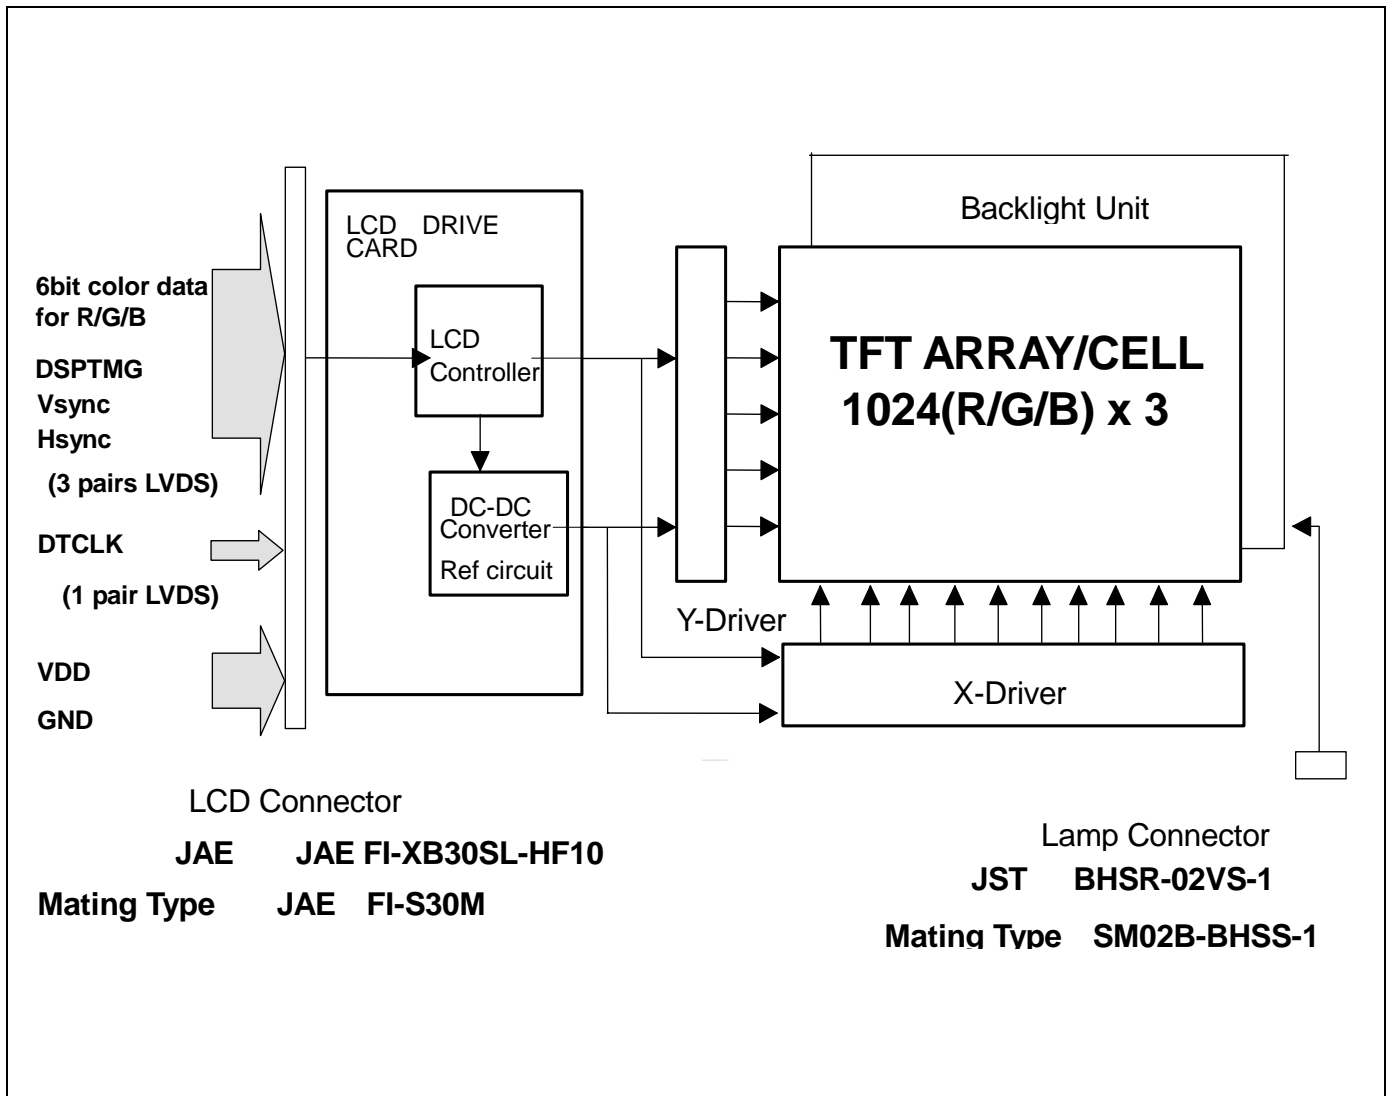 Backlight Unit
LCD DRIVE
CARD
6bit color data
for R/G/B
LCD
Controller
TFT ARRAY/CELL
1024(R/G/B) x 3
DSPTMG
Vsync
Hsync
(3 pairs LVDS)
DC-DC
Converter
Ref circuit
DTCLK
(1 pair LVDS)
Y-Driver
VDD
GND
X-Driver
LCD Connector
JAE JAE FI-XB30SL-HF10
Mating Type JAE FI-S30M
Lamp Connector
JST BHSR-02VS-1
Mating Type SM02B-BHSS-1